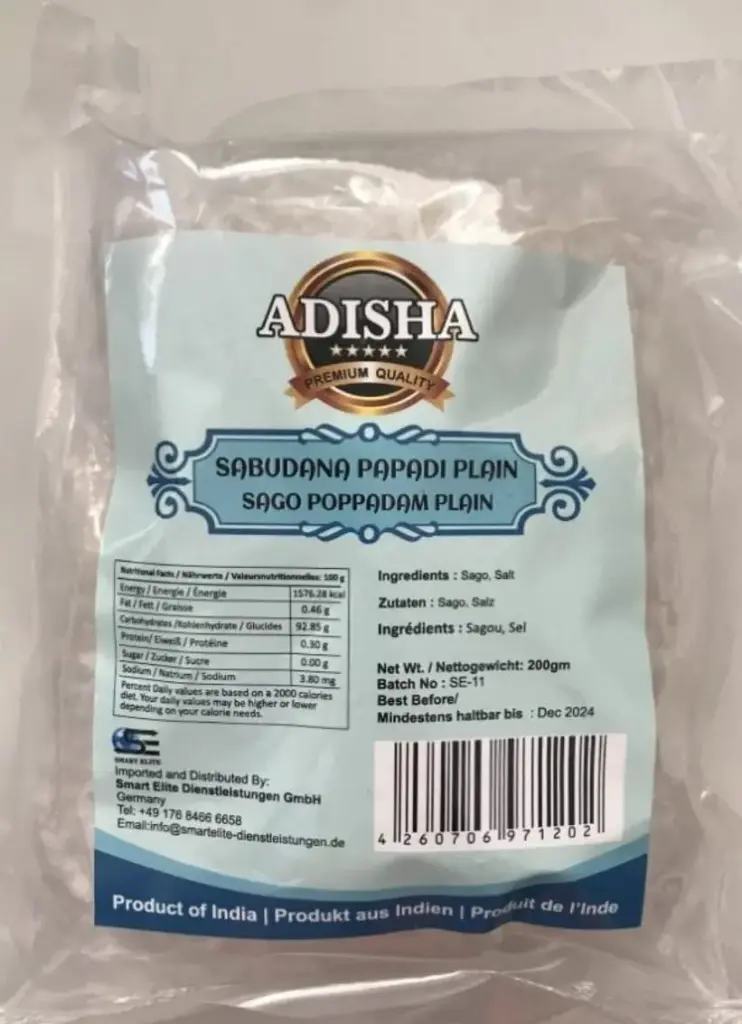 ADISHA
PREMIUM QUALITY
SABUDANA PAPADI PLAIN
SAGO POPPADAM PLAIN
Nutritional Facts / Nährwerte / Valeursnutritionnelles: 100 g
Energy / Energie / Énergie 1576.28 kcal
Fat / Fett / Graisse 0.46 g
Carbohydrates /Kohlenhydrate / Glucides 92.85 g
Protein/ Eiweiß / Protéine 0.30 g
Sugar / Zucker / Sucre 0.00 g
Sodium / Natrium / Sodium 3.80 mg
Percent Daily values are based on a 2000 calories
diet. Your daily values may be higher or lower
depending on your calorie needs.
Ingredients : Sago, Salt
Zutaten : Sago, Salz
Ingrédients : Sagou, Sel
Net Wt. / Nettogewicht: 200gm
Batch No : SE-11
Best Before/
Mindestens haltbar bis : Dec 2024
SE
SMART ELITE
Imported and Distributed By:
Smart Elite Dienstleistungen GmbH
Germany
Tel: +49 176 8466 6658
Email:info@smartelite-dienstleistungen.de
4 260706 971202
Product of India | Produkt aus Indien | Produit de l'Inde